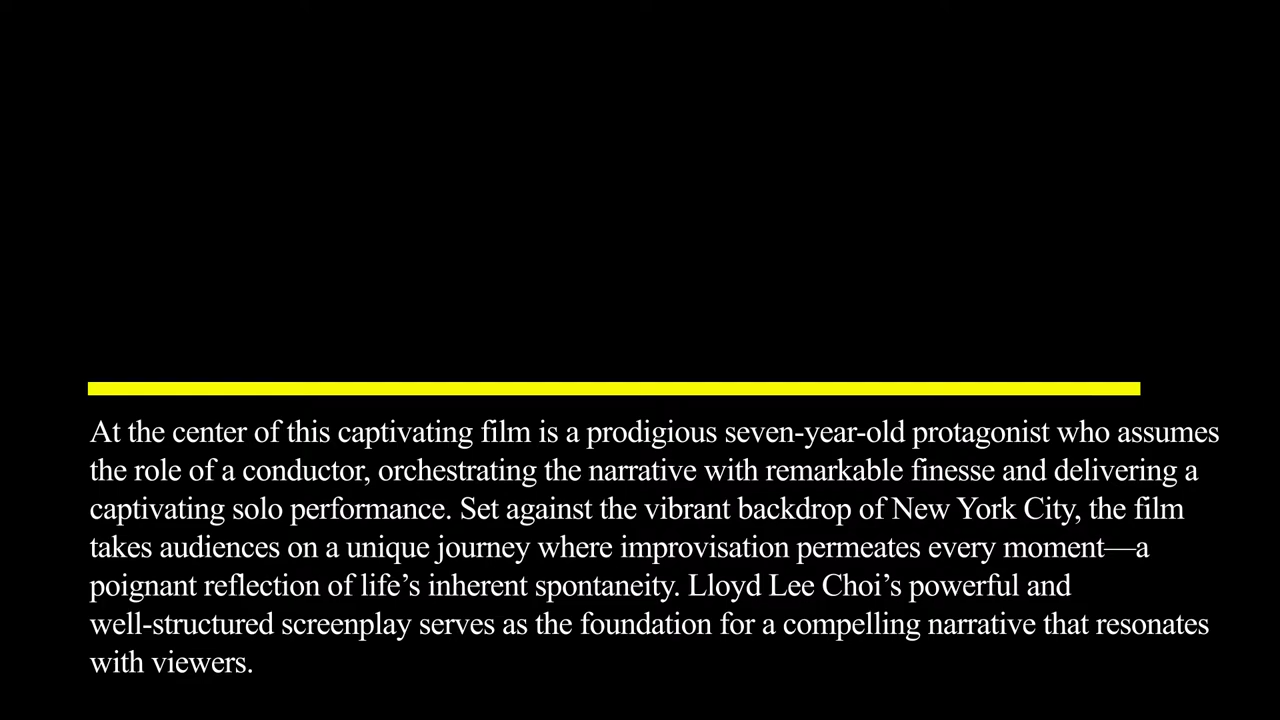 At the center of this captivating film is a prodigious seven-year-old protagonist who assumes
the role of a conductor, orchestrating the narrative with remarkable finesse and delivering a
captivating solo performance. Set against the vibrant backdrop of New York City, the film
takes audiences on a unique journey where improvisation permeates every moment—a
poignant reflection of life’s inherent spontaneity. Lloyd Lee Choi’s powerful and
well-structured screenplay serves as the foundation for a compelling narrative that resonates
with viewers.